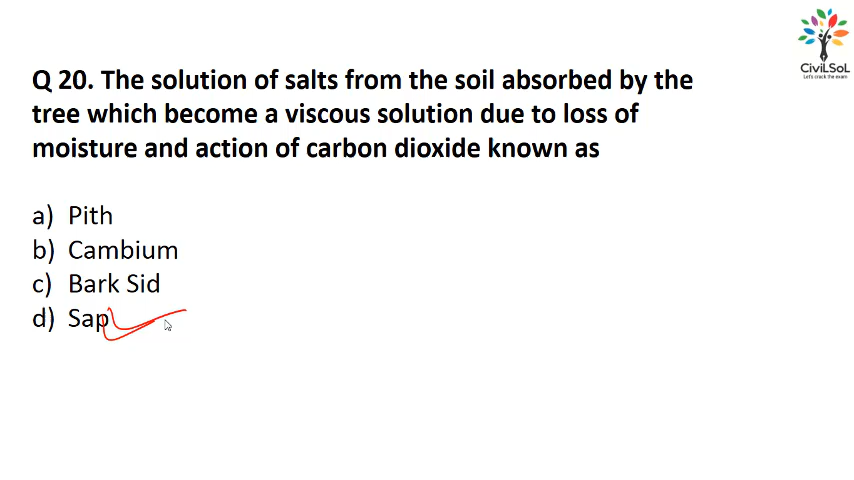 CiViLSoL
Let's crack the exam
Q 20. The solution of salts from the soil absorbed by the
tree which become a viscous solution due to loss of
moisture and action of carbon dioxide known as
a) Pith
b) Cambium
c) Bark Sid
d) Sap